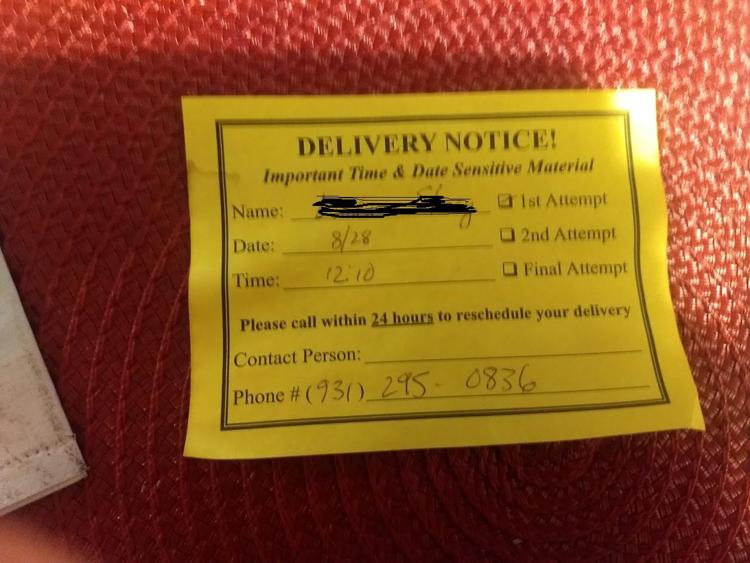 DELIVERY NOTICE!
Important Time & Date Sensitive Material
Name: 1st Attempt
Date: 8/28 2nd Attempt
Time: 12:10 Final Attempt
Please call within 24 hours to reschedule your delivery
Contact Person:
Phone # (931) 295-0836